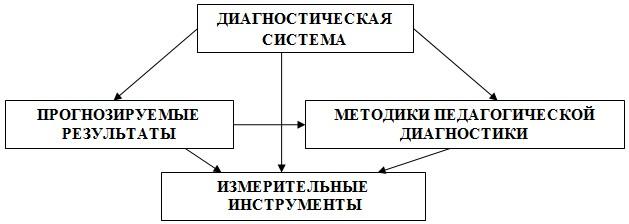 ДИАГНОСТИЧЕСКАЯ
СИСТЕМА
ПРОГНОЗИРУЕМЫЕ
РЕЗУЛЬТАТЫ
МЕТОДИКИ ПЕДАГОГИЧЕСКОЙ
ДИАГНОСТИКИ
ИЗМЕРИТЕЛЬНЫЕ
ИНСТРУМЕНТЫ